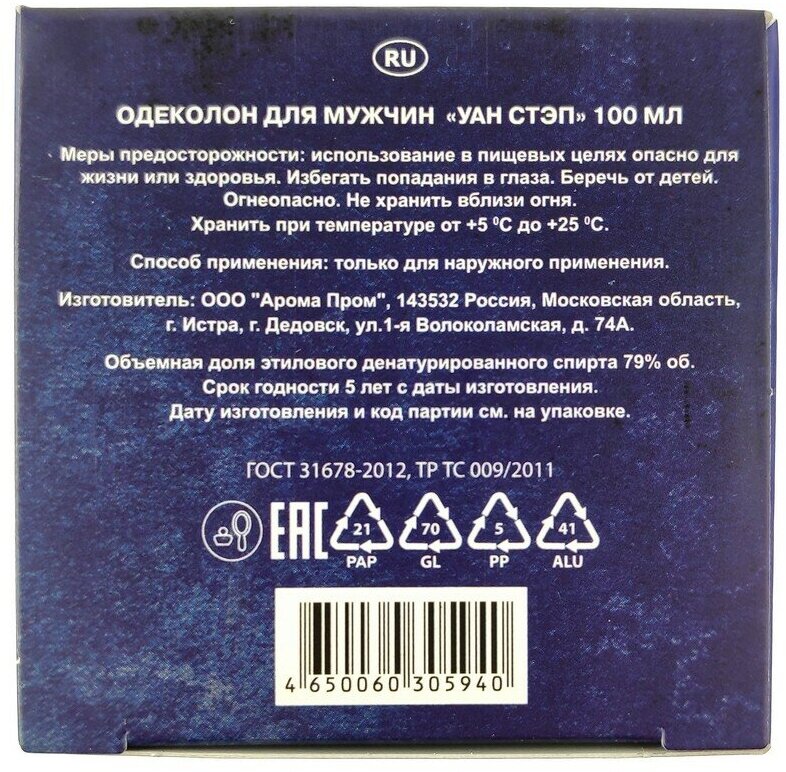 RU
ОДЕКОЛОН ДЛЯ МУЖЧИН «УАН СТЭП» 100 МЛ
Меры предосторожности: использование в пищевых целях опасно для
жизни или здоровья. Избегать попадания в глаза. Беречь от детей.
Огнеопасно. Не хранить вблизи огня.
Хранить при температуре от +5 ⁰С до +25 ⁰С.
Способ применения: только для наружного применения.
Изготовитель: ООО "Арома Пром", 143532 Россия, Московская область,
г. Истра, г. Дедовск, ул.1-я Волоколамская, д. 74А.
Объемная доля этилового денатурированного спирта 79% об.
Срок годности 5 лет с даты изготовления.
Дату изготовления и код партии см. на упаковке.
ГОСТ 31678-2012, ТР ТС 009/2011
EAC 21 70 5 41
PAP GL PP ALU
4 650060 305940